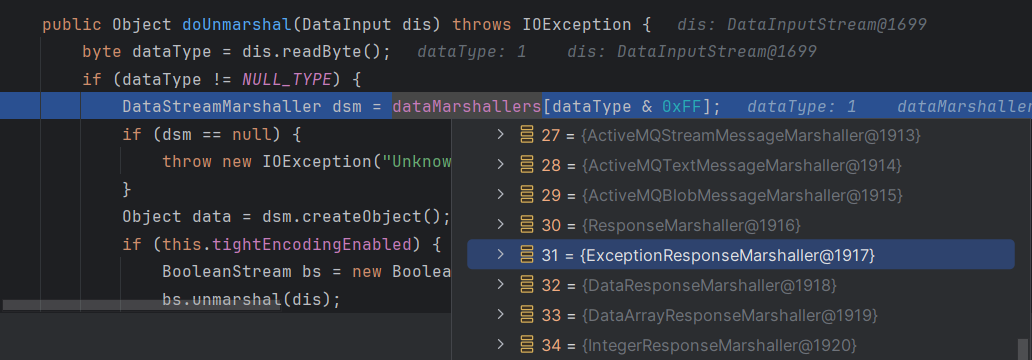 public Object doUnmarshal(DataInput dis) throws IOException {   dis: DataInputStream@1699
byte dataType = dis.readByte();   dataType: 1    dis: DataInputStream@1699
if (dataType != NULL_TYPE) {
DataStreamMarshaller dsm = dataMarshallers[dataType & 0xFF];   dataType: 1    dataMarshaller
if (dsm == null) {
throw new IOException("Unknow
}
Object data = dsm.createObject();
if (this.tightEncodingEnabled) {
BooleanStream bs = new Boolea
bs.unmarshal(dis);
27 = {ActiveMQStreamMessageMarshaller@1913}
28 = {ActiveMQTextMessageMarshaller@1914}
29 = {ActiveMQBlobMessageMarshaller@1915}
30 = {ResponseMarshaller@1916}
31 = {ExceptionResponseMarshaller@1917}
32 = {DataResponseMarshaller@1918}
33 = {DataArrayResponseMarshaller@1919}
34 = {IntegerResponseMarshaller@1920}